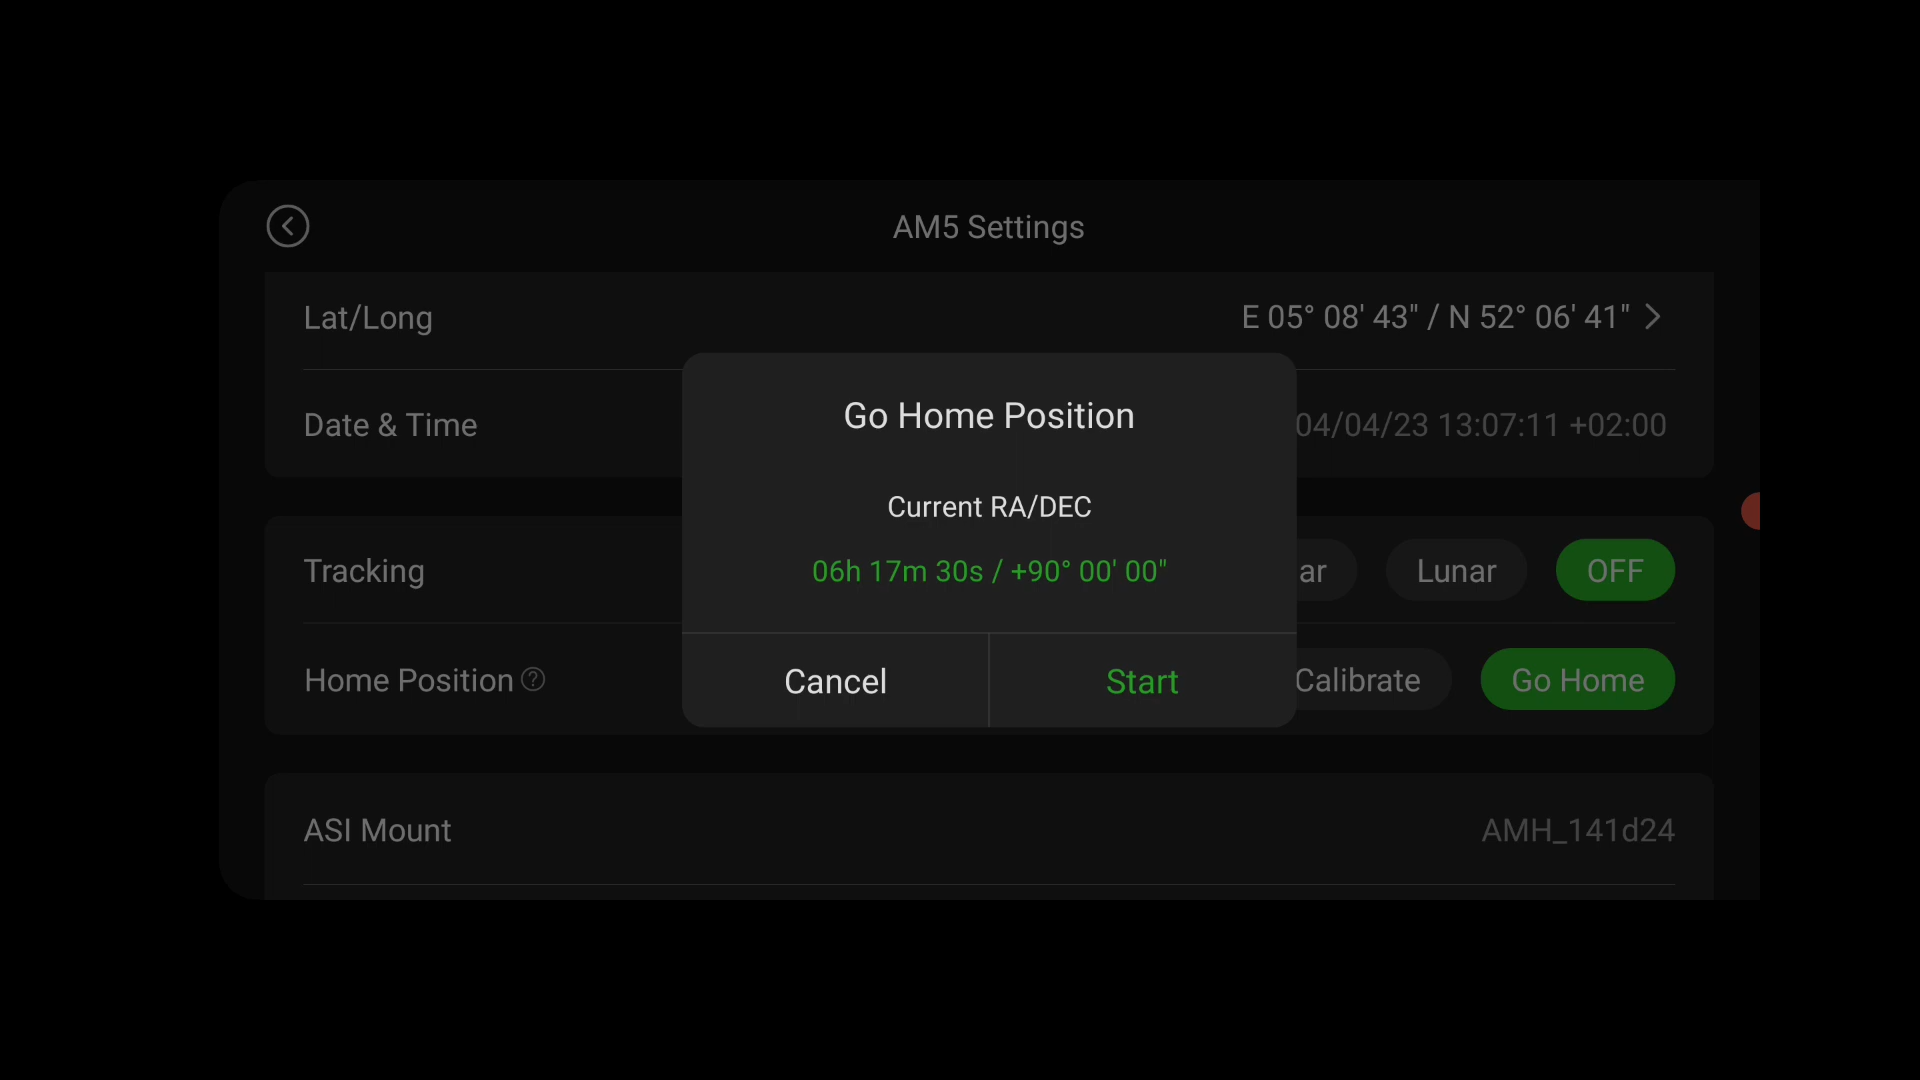 AM5 Settings
Lat/Long
E 05° 08' 43" / N 52° 06' 41"
Date & Time
04/04/23 13:07:11 +02:00
Go Home Position
Current RA/DEC
06h 17m 30s / +90° 00' 00"
Cancel
Start
Tracking
ar
Lunar
OFF
Home Position ?
Calibrate
Go Home
ASI Mount
AMH_141d24